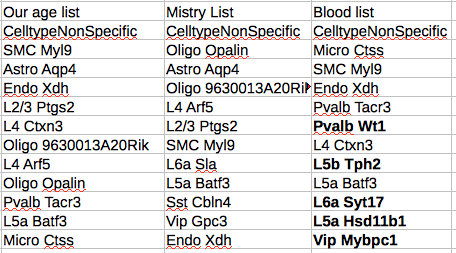 Our age list Mistry List Blood list
CelltypeNonSpecific CelltypeNonSpecific CelltypeNonSpecific
SMC Myl9 Oligo Opalin Micro Ctss
Astro Aqp4 Astro Aqp4 SMC Myl9
Endo Xdh Oligo 9630013A20Ri Endo Xdh
L2/3 Ptgs2 L4 Arf5 Pvalb Tacr3
L4 Ctxn3 L2/3 Ptgs2 Pvalb Wt1
Oligo 9630013A20Rik SMC Myl9 L4 Ctxn3
L4 Arf5 L6a Sla L5b Tph2
Oligo Opalin L5a Batf3 L5a Batf3
Pvalb Tacr3 Sst Cbln4 L6a Syt17
L5a Batf3 Vip Gpc3 L5a Hsd11b1
Micro Ctss Endo Xdh Vip Mybpc1